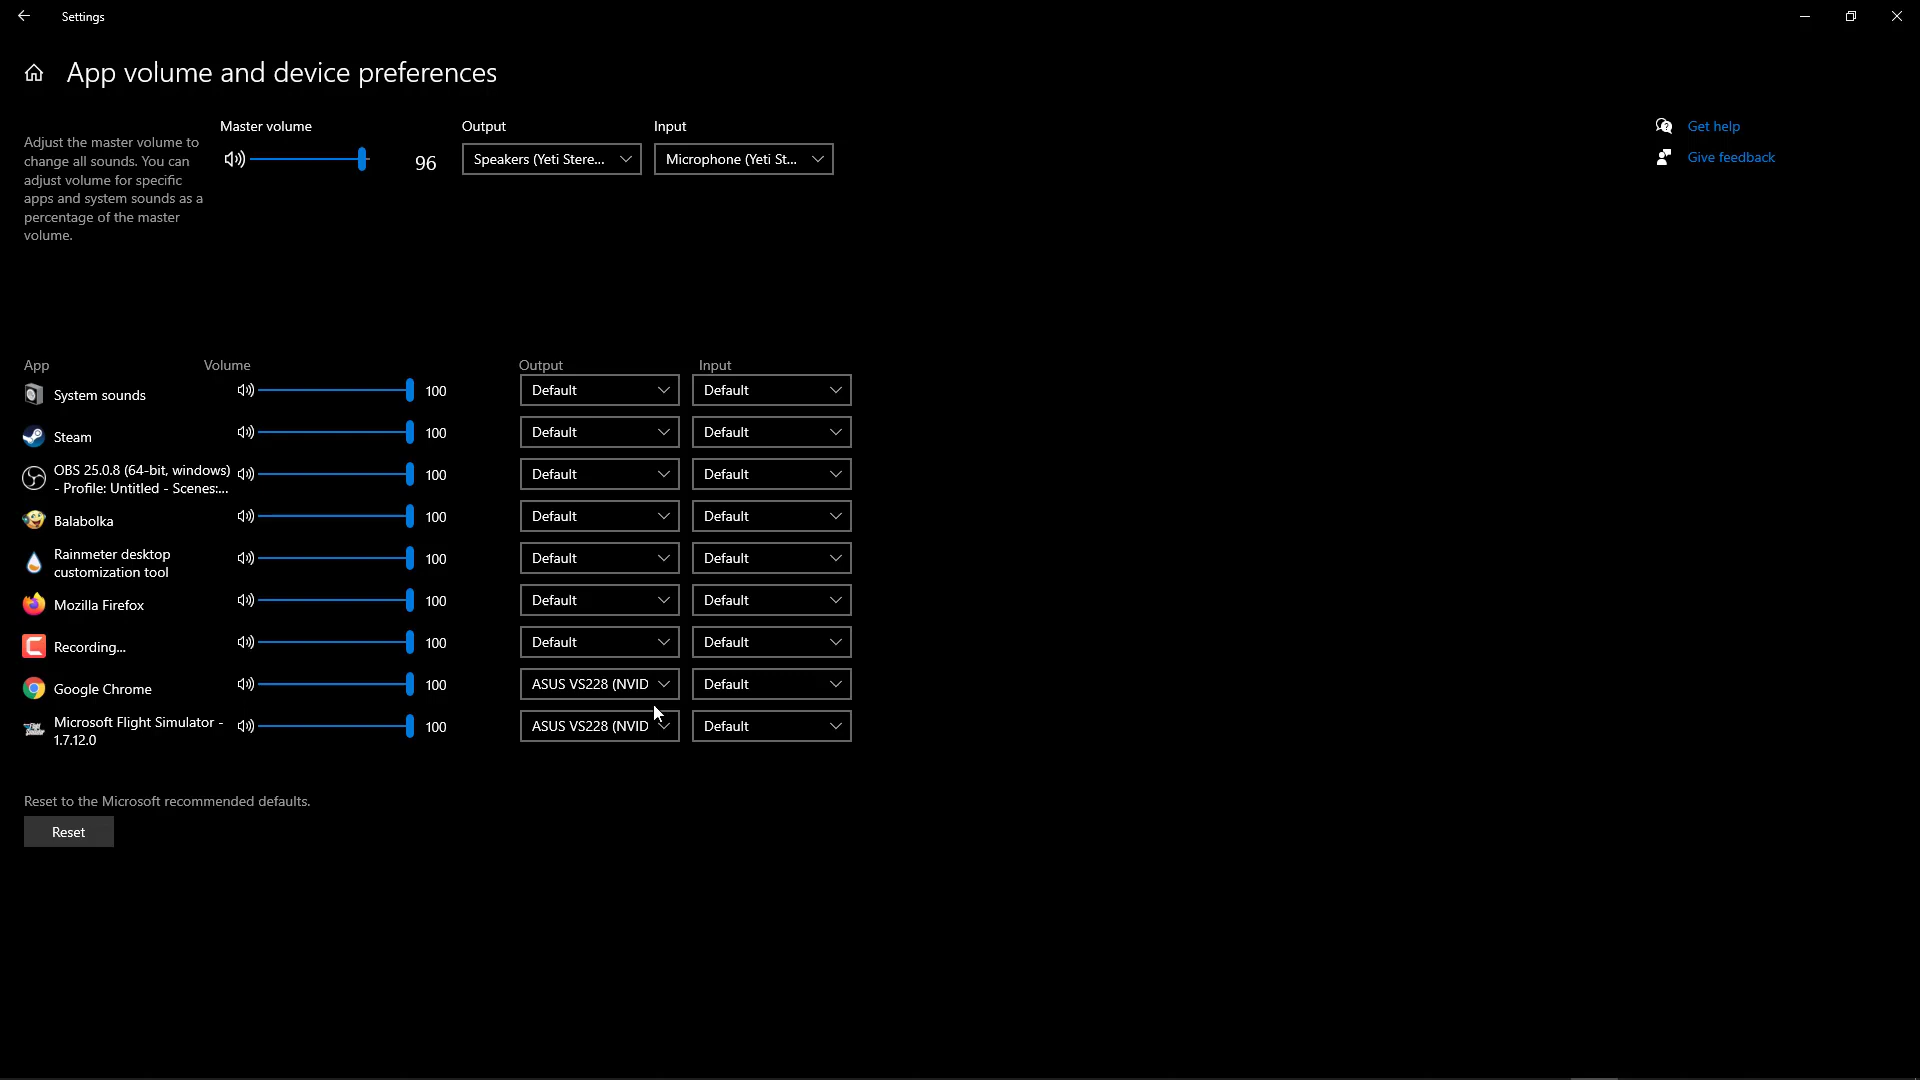 Settings
App volume and device preferences
Adjust the master volume to
change all sounds. You can
adjust volume for specific
apps and system sounds as a
percentage of the master
volume.
Master volume
96
Output
Speakers (Yeti Stere...
Input
Microphone (Yeti St...
Get help
Give feedback
App Volume Output Input
System sounds 100 Default Default
Steam 100 Default Default
OBS 25.0.8 (64-bit, windows)
- Profile: Untitled - Scenes:... 100 Default Default
Balabolka 100 Default Default
Rainmeter desktop
customization tool 100 Default Default
Mozilla Firefox 100 Default Default
Recording... 100 Default Default
Google Chrome 100 ASUS VS228 (NVID Default
Microsoft Flight Simulator -
1.7.12.0 100 ASUS VS228 (NVID Default
Reset to the Microsoft recommended defaults.
Reset